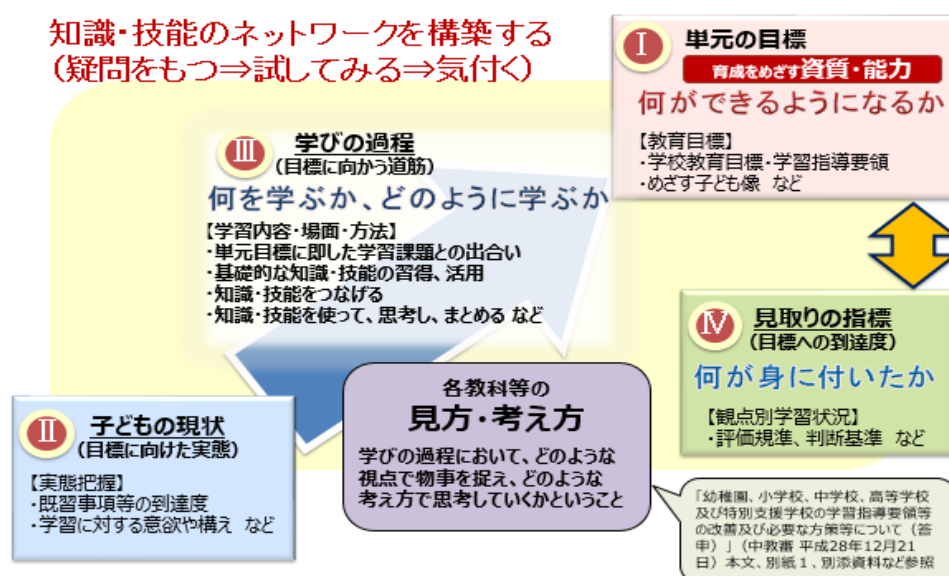 知識・技能のネットワークを構築する
（疑問をもつ⇒試してみる⇒気付く）
Ⅰ 単元の目標
育成をめざす資質・能力
何ができるようになるか
【教育目標】
・学校教育目標・学習指導要領
・めざす子ども像 など
Ⅲ 学びの過程
（目標に向かう道筋）
何を学ぶか、どのように学ぶか
【学習内容・場面・方法】
・単元目標に即した学習課題との出合い
・基礎的な知識・技能の習得、活用
・知識・技能をつなげる
・知識・技能を使って、思考し、まとめる など
Ⅳ 見取りの指標
（目標への到達度）
何が身に付いたか
【観点別学習状況】
・評価規準、判断基準 など
Ⅱ 子どもの現状
（目標に向けた実態）
【実態把握】
・既習事項等の到達度
・学習に対する意欲や構え など
各教科等の
見方・考え方
学びの過程において、どのような
視点で物事を捉え、どのような
考え方で思考していくかということ
「幼稚園、小学校、中学校、高等学校
及び特別支援学校の学習指導要領等
の改善及び必要な方策等について（答
申）」（中教審 平成28年12月21
日）本文、別紙１、別添資料など参照